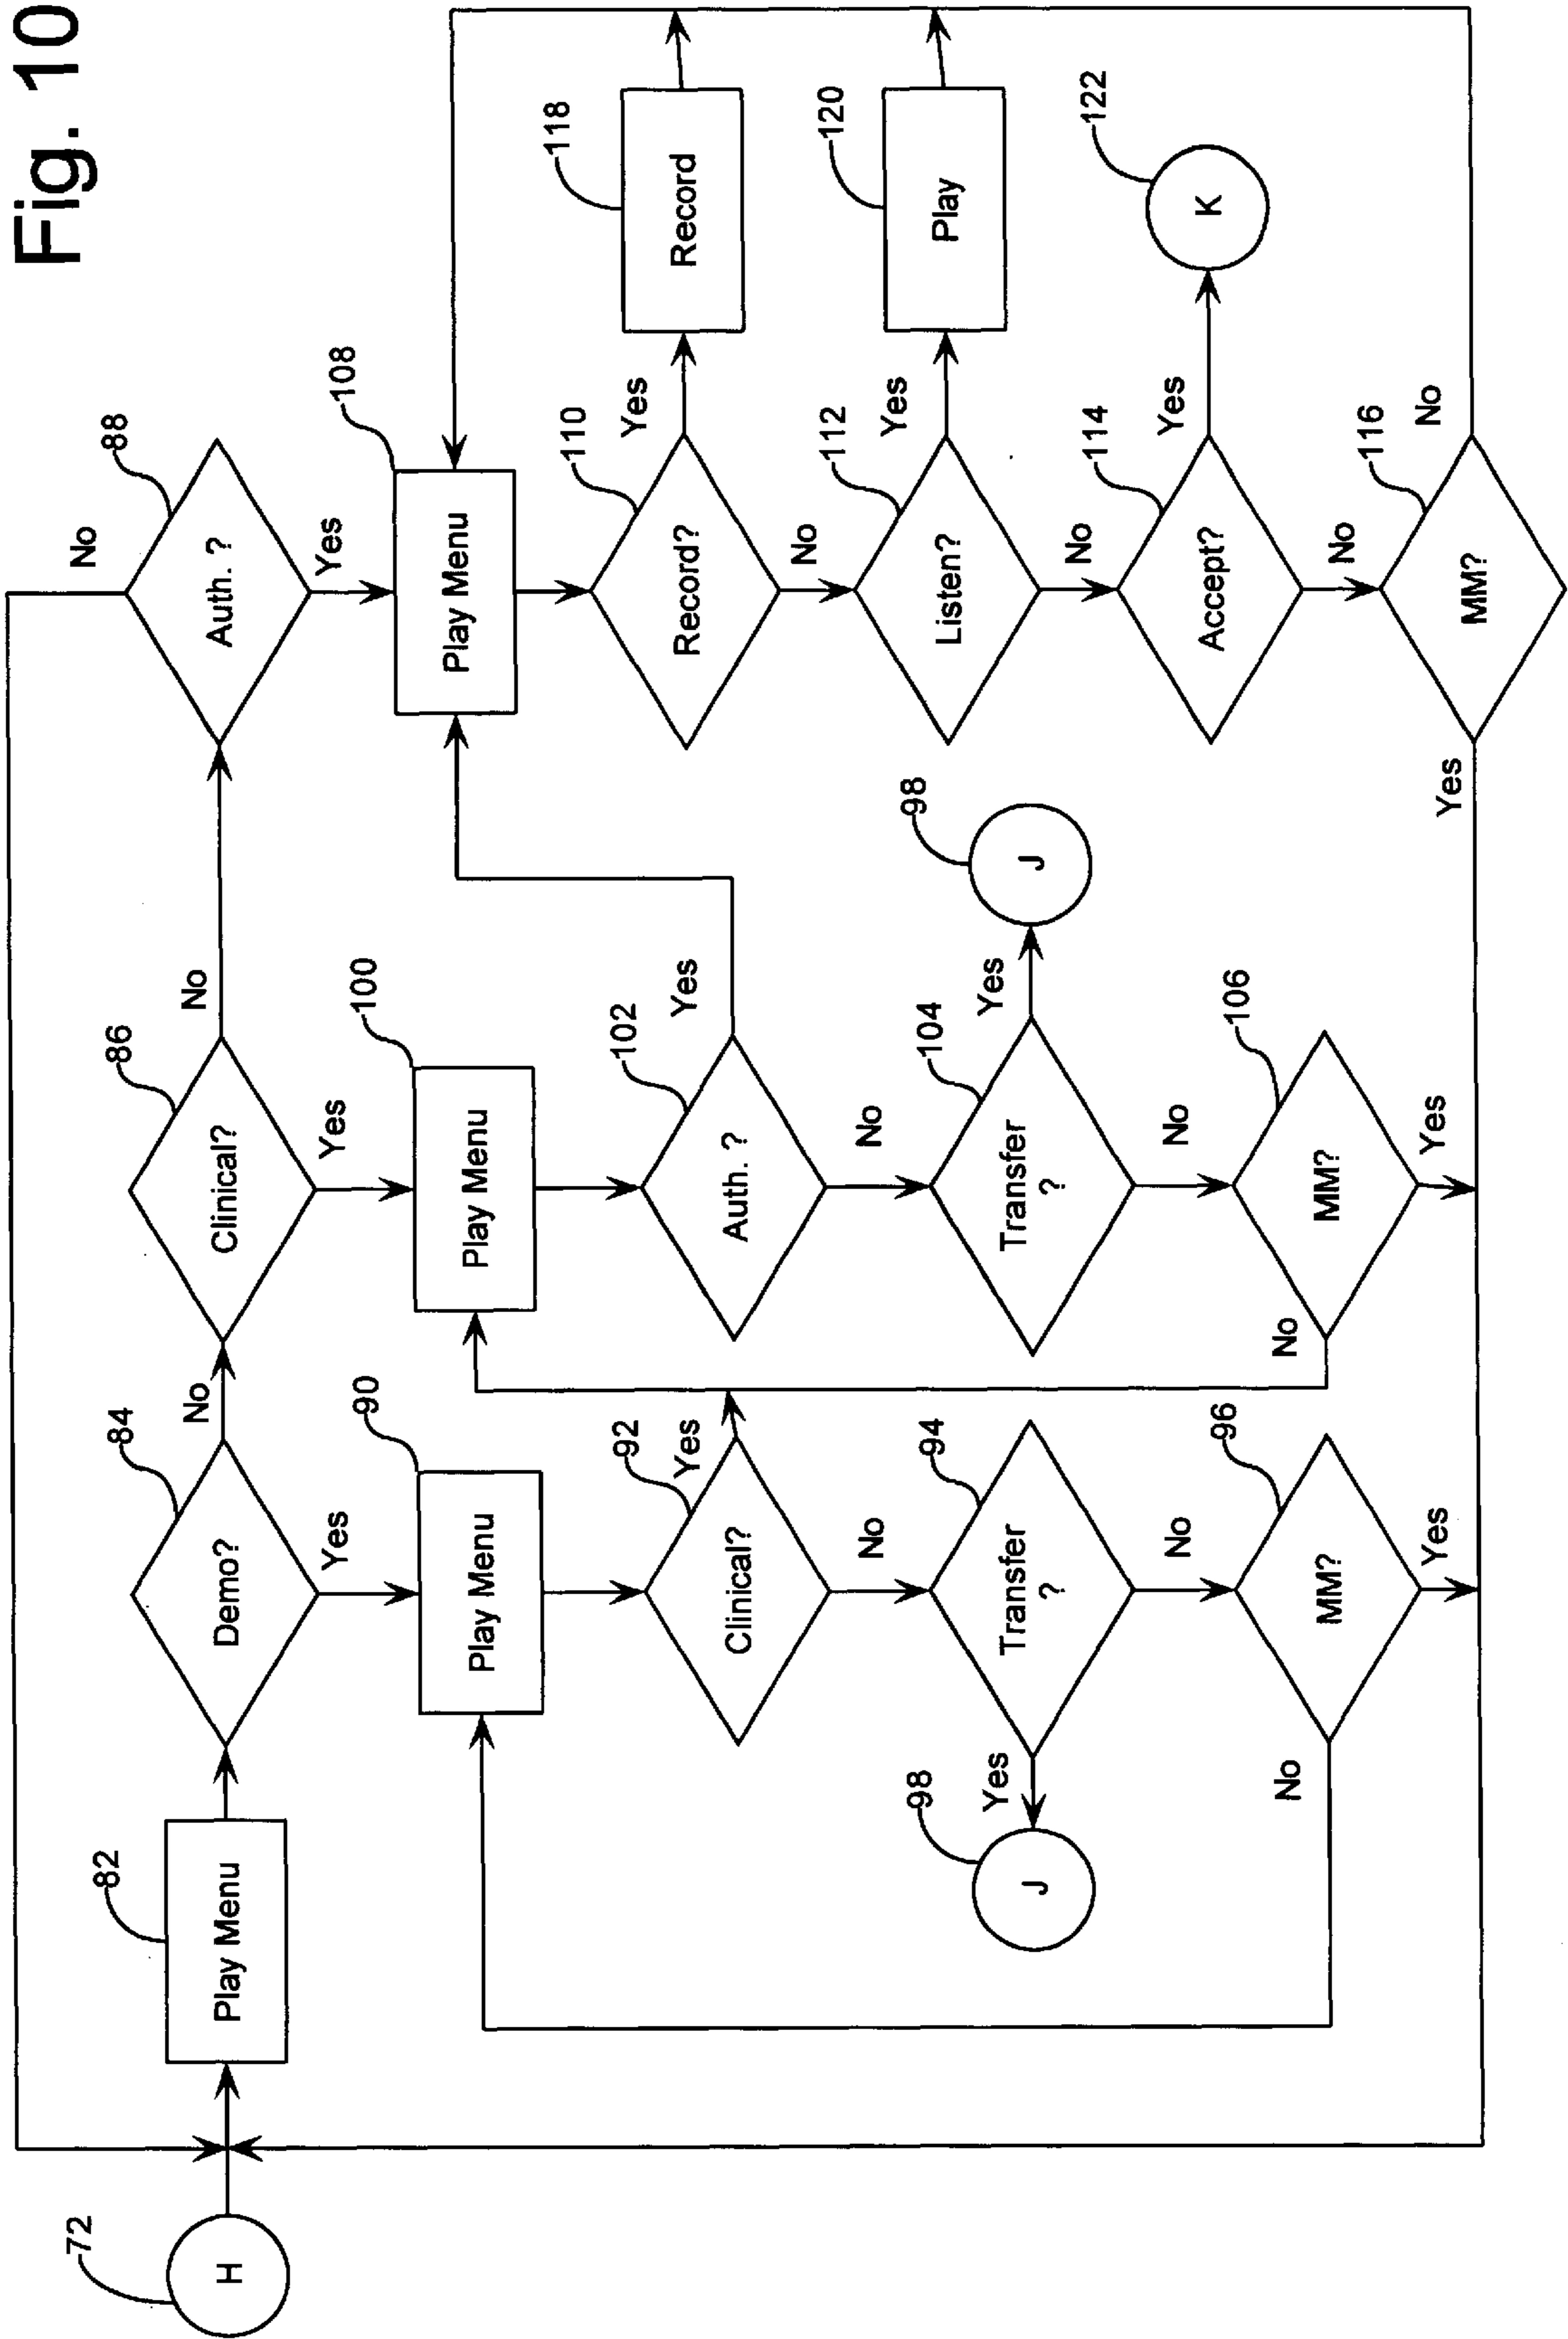 Fig. 10
72
H
82
Play Menu
84
Demo?
No
Yes
86
Clinical?
No
Yes
88
Auth. ?
No
Yes
90
Play Menu
92
Clinical?
Yes
No
94
Transfer
?
Yes
No
98
J
96
MM?
No
Yes
100
Play Menu
102
Auth. ?
Yes
No
104
Transfer
?
Yes
No
98
J
106
MM?
No
Yes
108
Play Menu
110
Record?
Yes
No
118
Record
112
Listen?
Yes
No
120
Play
114
Accept?
Yes
No
122
K
116
MM?
No
Yes